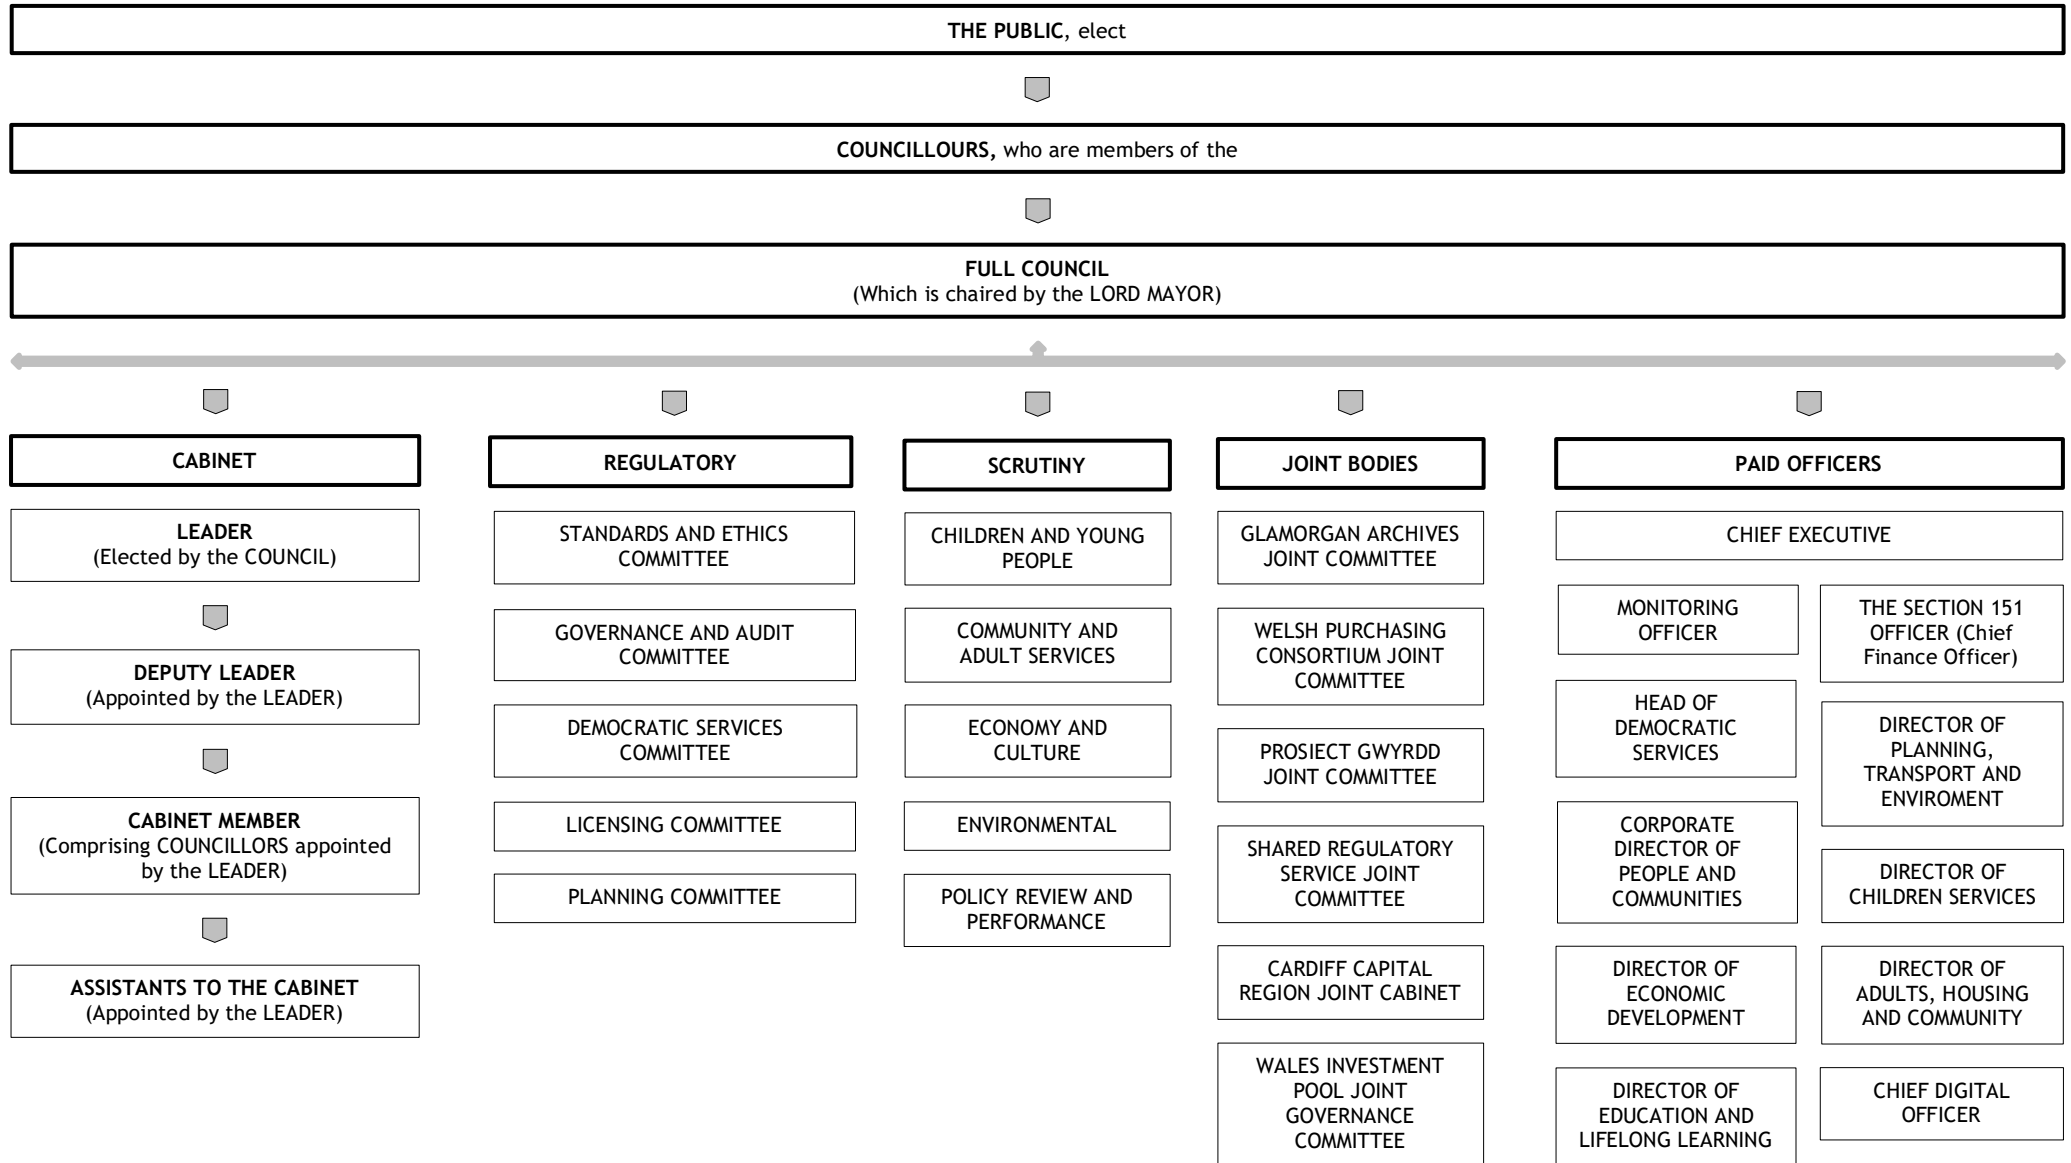 THE PUBLIC, elect
COUNCILLOURS, who are members of the
FULL COUNCIL
(Which is chaired by the LORD MAYOR)
CABINET
LEADER
(Elected by the COUNCIL)
DEPUTY LEADER
(Appointed by the LEADER)
CABINET MEMBER
(Comprising COUNCILLORS appointed
by the LEADER)
ASSISTANTS TO THE CABINET
(Appointed by the LEADER)
REGULATORY
STANDARDS AND ETHICS
COMMITTEE
GOVERNANCE AND AUDIT
COMMITTEE
DEMOCRATIC SERVICES
COMMITTEE
LICENSING COMMITTEE
PLANNING COMMITTEE
SCRUTINY
CHILDREN AND YOUNG
PEOPLE
COMMUNITY AND
ADULT SERVICES
ECONOMY AND
CULTURE
ENVIRONMENTAL
POLICY REVIEW AND
PERFORMANCE
JOINT BODIES
GLAMORGAN ARCHIVES
JOINT COMMITTEE
WELSH PURCHASING
CONSORTIUM JOINT
COMMITTEE
PROSIECT GWYRDD
JOINT COMMITTEE
SHARED REGULATORY
SERVICE JOINT
COMMITTEE
CARDIFF CAPITAL
REGION JOINT CABINET
WALES INVESTMENT
POOL JOINT
GOVERNANCE
COMMITTEE
PAID OFFICERS
CHIEF EXECUTIVE
MONITORING
OFFICER
THE SECTION 151
OFFICER (Chief
Finance Officer)
HEAD OF
DEMOCRATIC
SERVICES
DIRECTOR OF
PLANNING,
TRANSPORT AND
ENVIROMENT
CORPORATE
DIRECTOR OF
PEOPLE AND
COMMUNITIES
DIRECTOR OF
CHILDREN SERVICES
DIRECTOR OF
ECONOMIC
DEVELOPMENT
DIRECTOR OF
ADULTS, HOUSING
AND COMMUNITY
DIRECTOR OF
EDUCATION AND
LIFELONG LEARNING
CHIEF DIGITAL
OFFICER